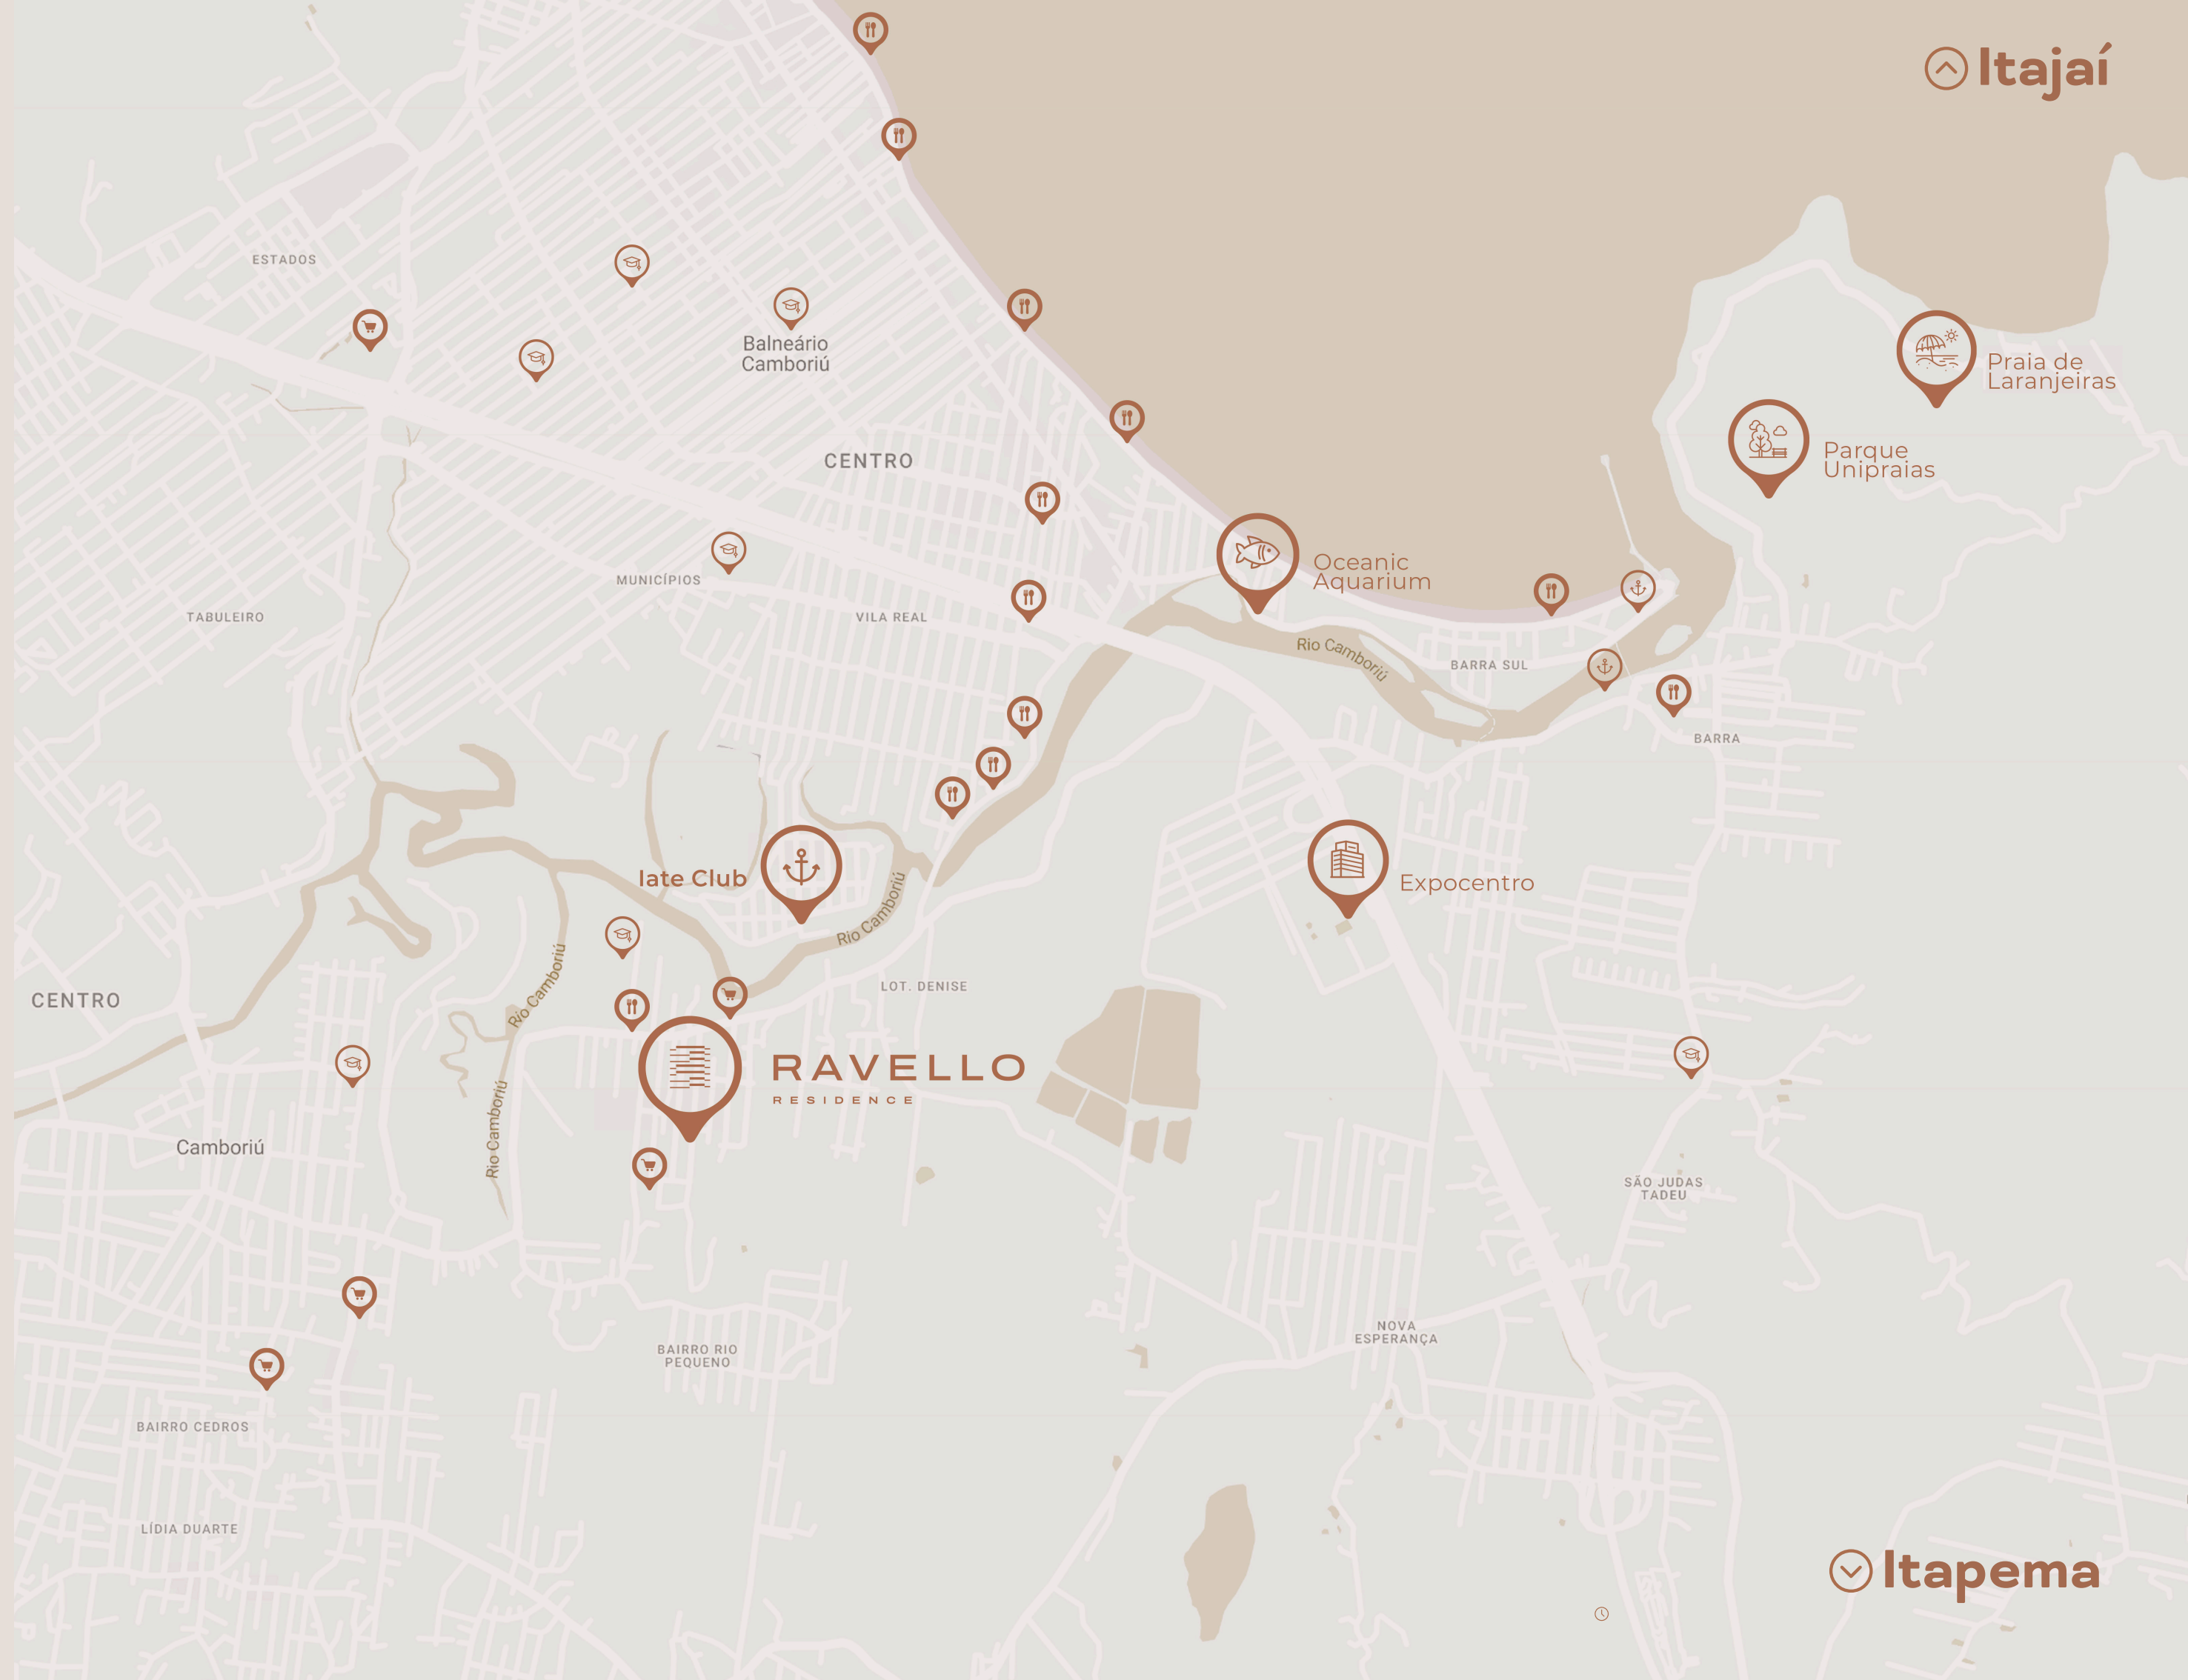 Itajaí
ESTADOS
Balneário
Camboriú
Praia de
Laranjeiras
CENTRO
Parque
Unipraias
Oceanic
Aquarium
MUNICÍPIOS
TABULEIRO
VILA REAL
Rio Camboriú
BARRA SUL
BARRA
Iate Club
Expocentro
Rio Camboriú
Rio Camboriú
LOT. DENISE
CENTRO
RAVELLO
RESIDENCE
Rio Camboriú
Camboriú
SÃO JUDAS
TADEU
NOVA
ESPERANÇA
BAIRRO RIO
PEQUENO
BAIRRO CEDROS
LÍDIA DUARTE
Itapema